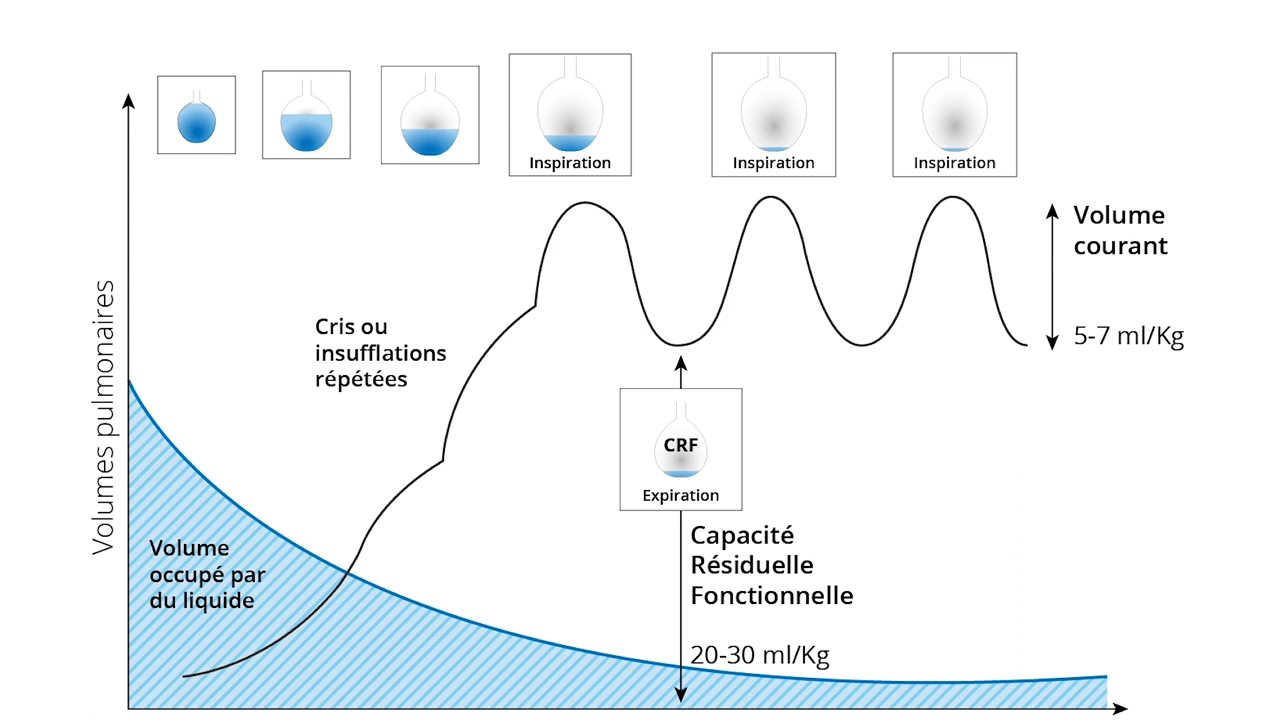 Inspiration
Inspiration
Inspiration
Volume
courant
5-7 ml/Kg
Volumes pulmonaires
Cris ou
insufflations
répétées
CRF
Expiration
Volume
occupé par
du liquide
Capacité
Résiduelle
Fonctionnelle
20-30 ml/Kg